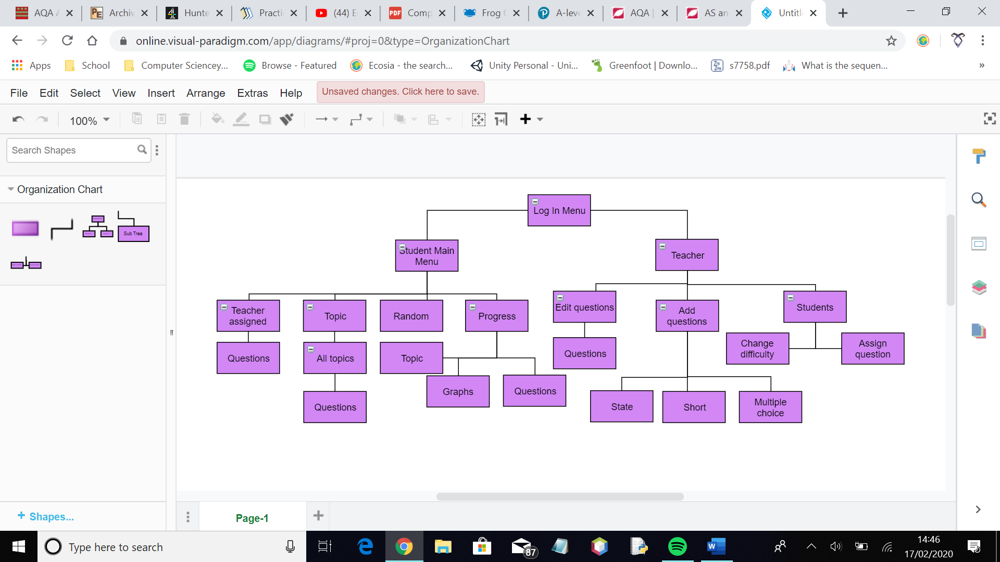 AQA A
Archiv
Hunte
Practi
(44) E
Comp
Frog
A-leve
AQA |
AS an
Untitl
online.visual-paradigm.com/app/diagrams/#proj=0&type=OrganizationChart
Apps
School
Computer Sciencey...
Browse - Featured
Ecosia - the search...
Unity Personal - Uni...
Greenfoot | Downlo...
s7758.pdf
What is the sequen...
»
File Edit Select View Insert Arrange Extras Help
Unsaved changes. Click here to save.
100%
Search Shapes
Organization Chart
Sub Tree
Log In Menu
Student Main
Menu
Teacher
Teacher
assigned
Topic
Random
Progress
Edit questions
Add
questions
Students
Questions
All topics
Topic
Questions
Change
difficulty
Assign
question
Graphs
Questions
Questions
State
Short
Multiple
choice
+ Shapes...
Page-1
Type here to search
87
14:46
17/02/2020